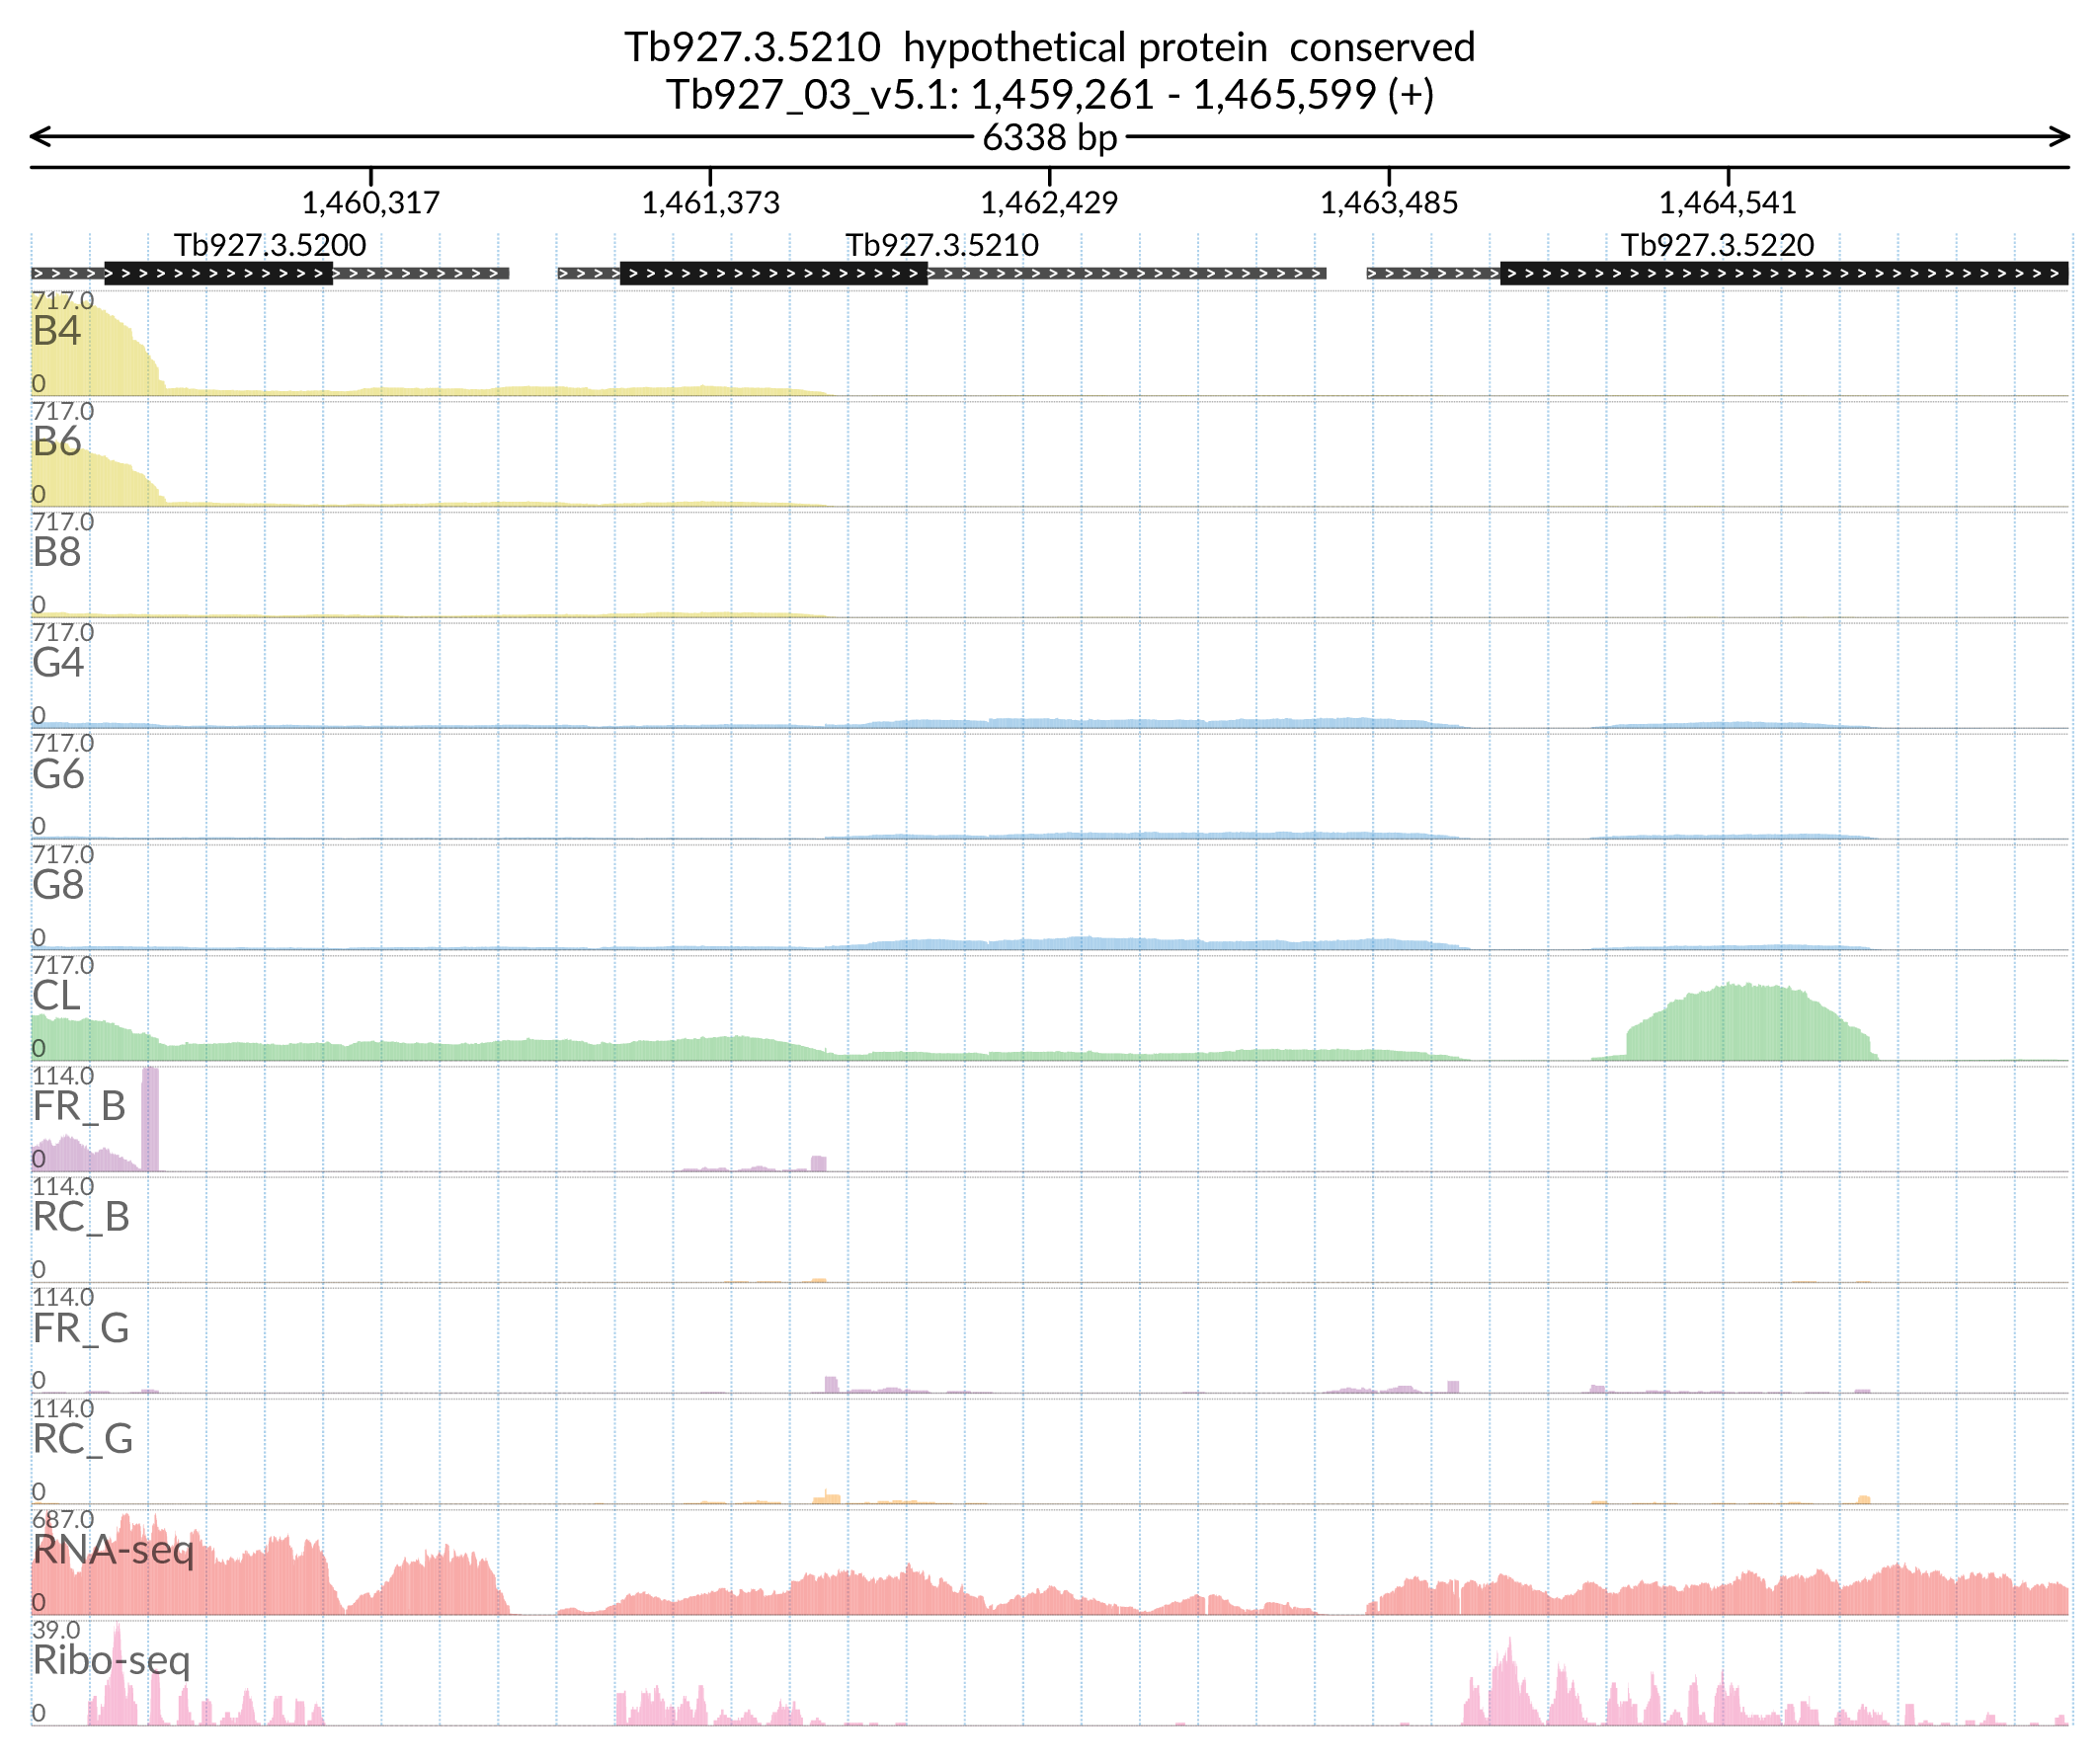 Tb927.3.5210 hypothetical protein conserved
Tb927_03_v5.1: 1,459,261 - 1,465,599 (+)
6338 bp
1,460,317 1,461,373 1,462,429 1,463,485 1,464,541
Tb927.3.5200 Tb927.3.5210 Tb927.3.5220
717.0
B4
0
717.0
B6
0
717.0
B8
0
717.0
G4
0
717.0
G6
0
717.0
G8
0
717.0
CL
0
114.0
FR_B
0
114.0
RC_B
0
114.0
FR_G
0
114.0
RC_G
0
687.0
RNA-seq
0
39.0
Ribo-seq
0